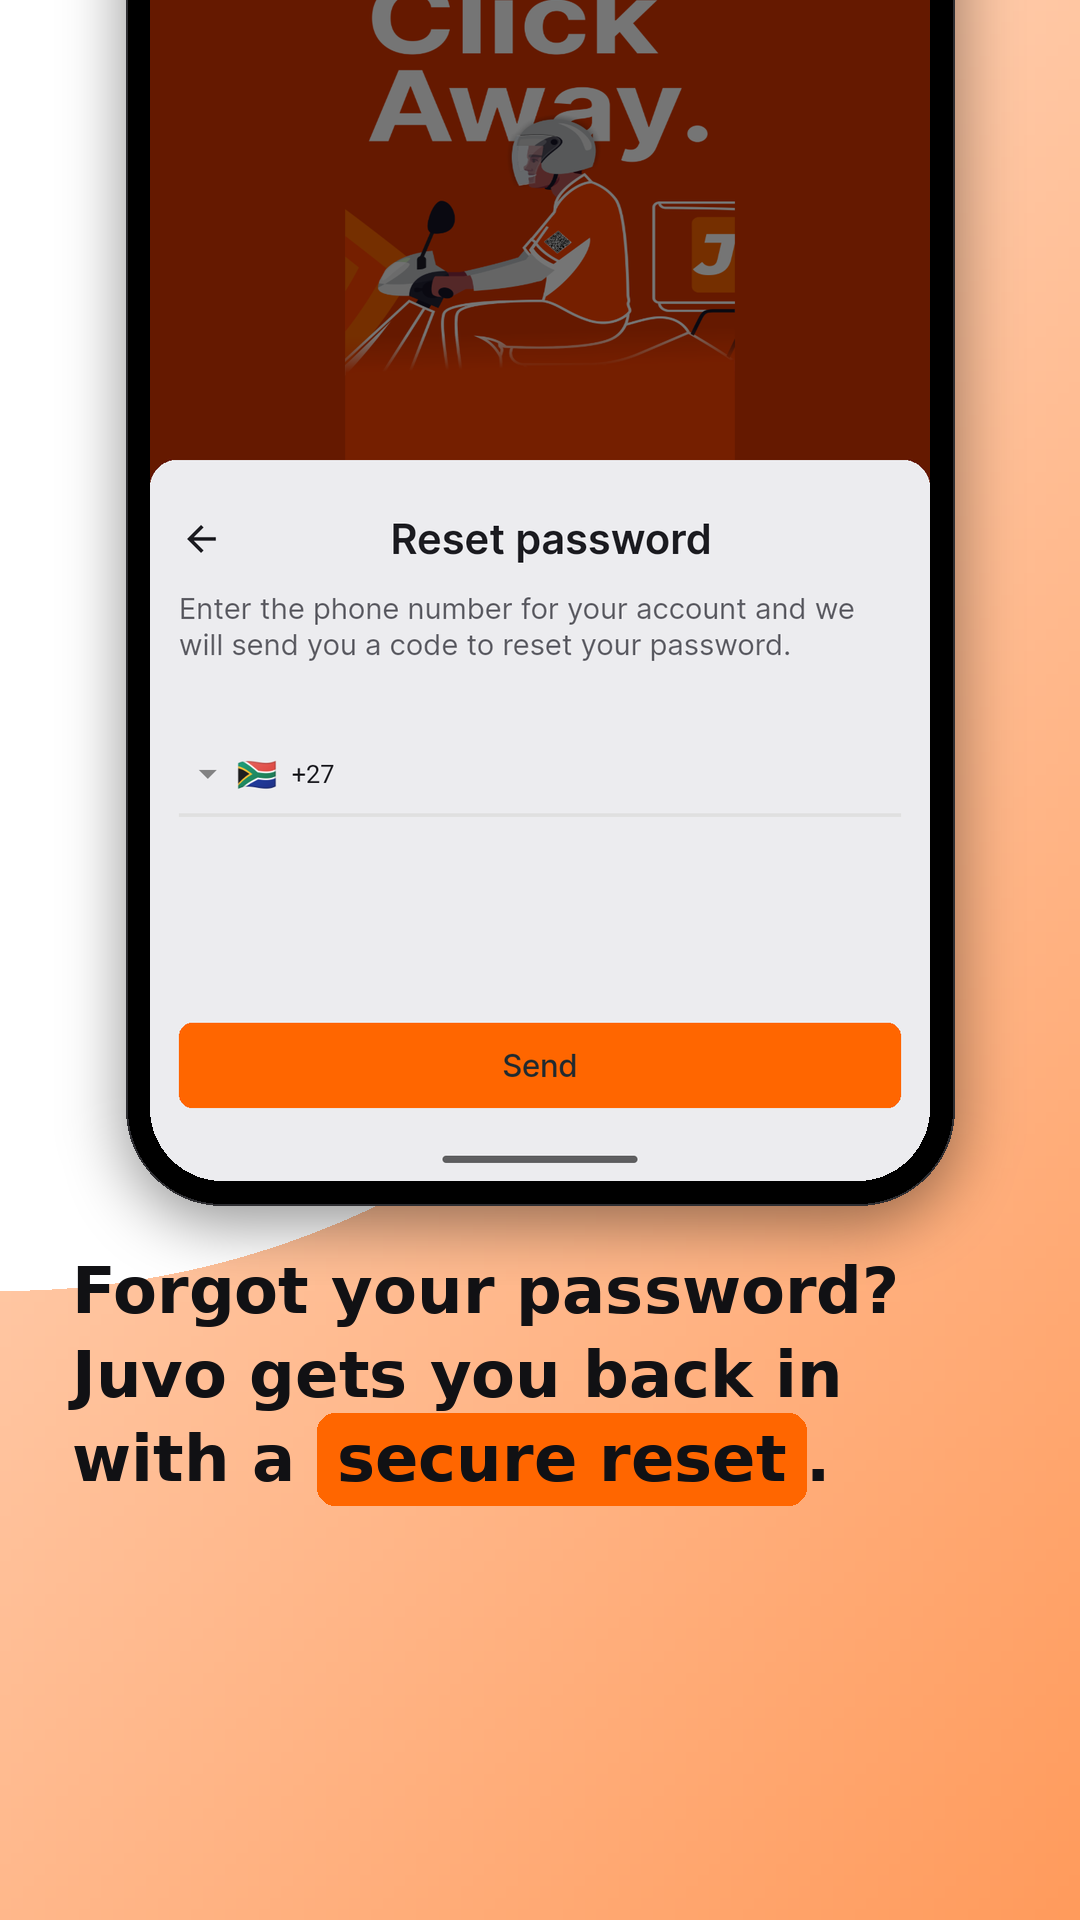 Click
Away.
J
Reset password
Enter the phone number for your account and we
will send you a code to reset your password.
+27
Send
Forgot your password?
Juvo gets you back in
with a secure reset.